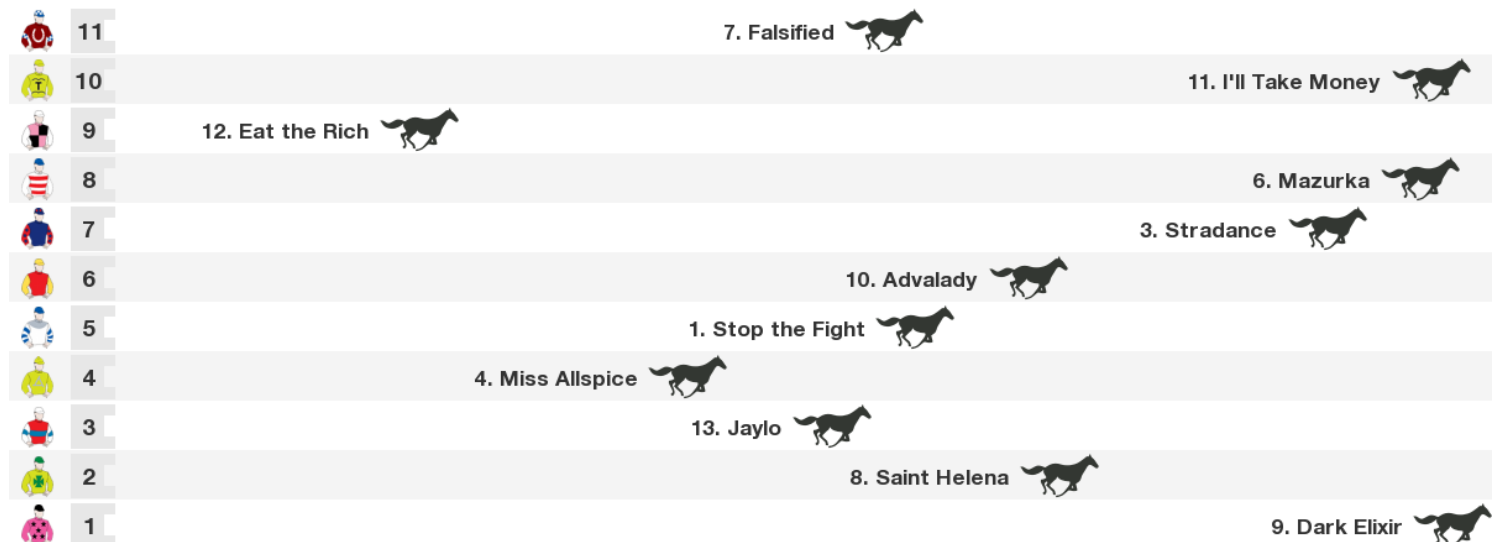 11 7. Falsified
10 T 11. I'll Take Money
9 12. Eat the Rich
8 6. Mazurka
7 3. Stradance
6 10. Advalady
5 1. Stop the Fight
4 4. Miss Allspice
3 13. Jaylo
2 8. Saint Helena
1 9. Dark Elixir